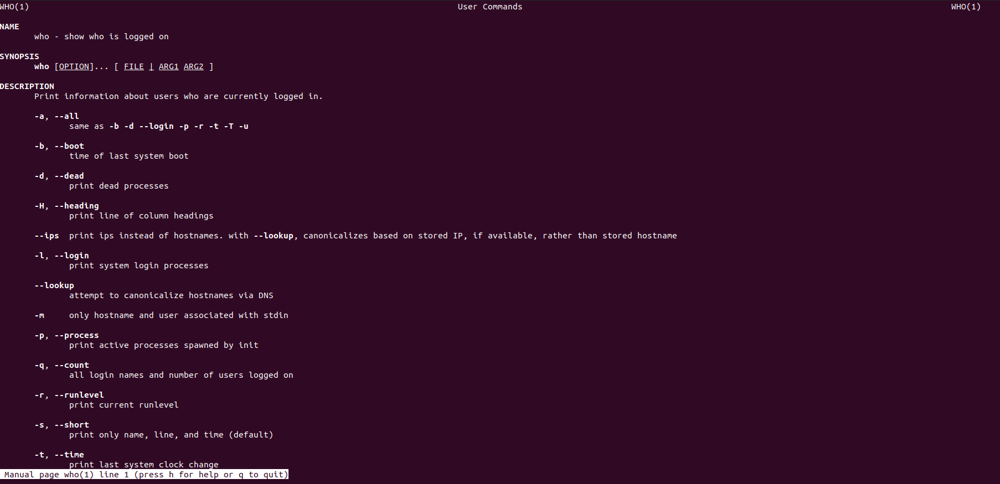 WHO(1) User Commands WHO(1)
NAME
who - show who is logged on
SYNOPSIS
who [OPTION]... [ FILE | ARG1 ARG2 ]
DESCRIPTION
Print information about users who are currently logged in.
-a, --all
same as -b -d --login -p -r -t -T -u
-b, --boot
time of last system boot
-d, --dead
print dead processes
-H, --heading
print line of column headings
--ips print ips instead of hostnames. with --lookup, canonicalizes based on stored IP, if available, rather than stored hostname
-l, --login
print system login processes
--lookup
attempt to canonicalize hostnames via DNS
-m only hostname and user associated with stdin
-p, --process
print active processes spawned by init
-q, --count
all login names and number of users logged on
-r, --runlevel
print current runlevel
-s, --short
print only name, line, and time (default)
-t, --time
print last system clock change
Manual page who(1) line 1 (press h for help or q to quit)